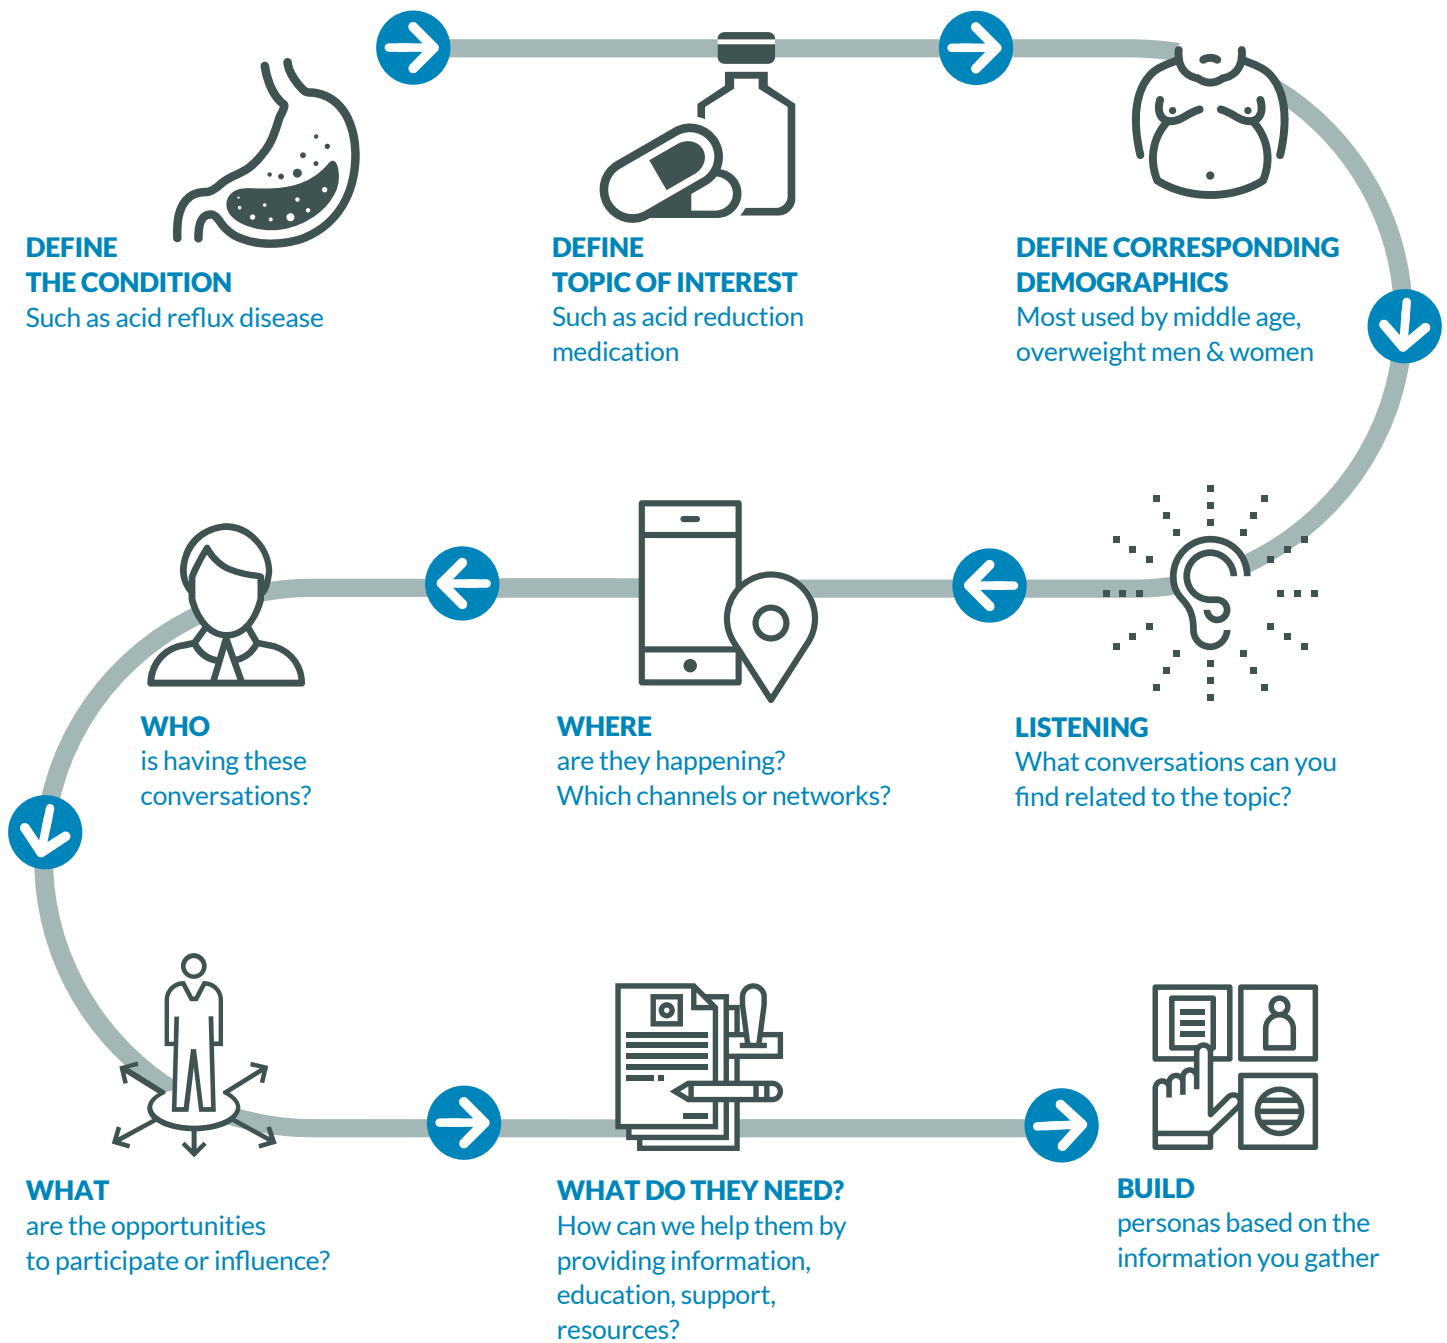 DEFINE
THE CONDITION
Such as acid reflux disease
DEFINE
TOPIC OF INTEREST
Such as acid reduction
medication
DEFINE CORRESPONDING
DEMOGRAPHICS
Most used by middle age,
overweight men & women
LISTENING
What conversations can you
find related to the topic?
WHERE
are they happening?
Which channels or networks?
WHO
is having these
conversations?
WHAT
are the opportunities
to participate or influence?
WHAT DO THEY NEED?
How can we help them by
providing information,
education, support,
resources?
BUILD
personas based on the
information you gather